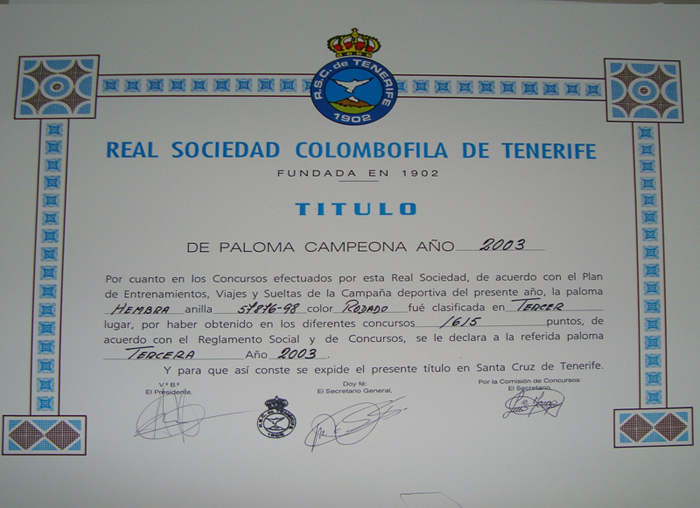 R.S.C. de TENERIFE
1902
REAL SOCIEDAD COLOMBOFILA DE TENERIFE
FUNDADA EN 1902
TITULO
DE PALOMA CAMPEONA AÑO 2003
Por cuanto en los Concursos efectuados por esta Real Sociedad, de acuerdo con el Plan
de Entrenamientos, Viajes y Sueltas de la Campaña deportiva del presente año, la paloma
HEMBRA anilla 57876-98 color RODADO fué clasificada en TERCER
lugar, por haber obtenido en los diferentes concursos 1615 puntos, de
acuerdo con el Reglamento Social y de Concursos, se le declara a la referida paloma
TERCERA Año 2003.
Y para que así conste se expide el presente título en Santa Cruz de Tenerife.
V.º B.º
El Presidente,
Doy fé:
El Secretario General,
Por la Comisión de Concursos:
El Secretario,
R.S.C. de TENERIFE
1902